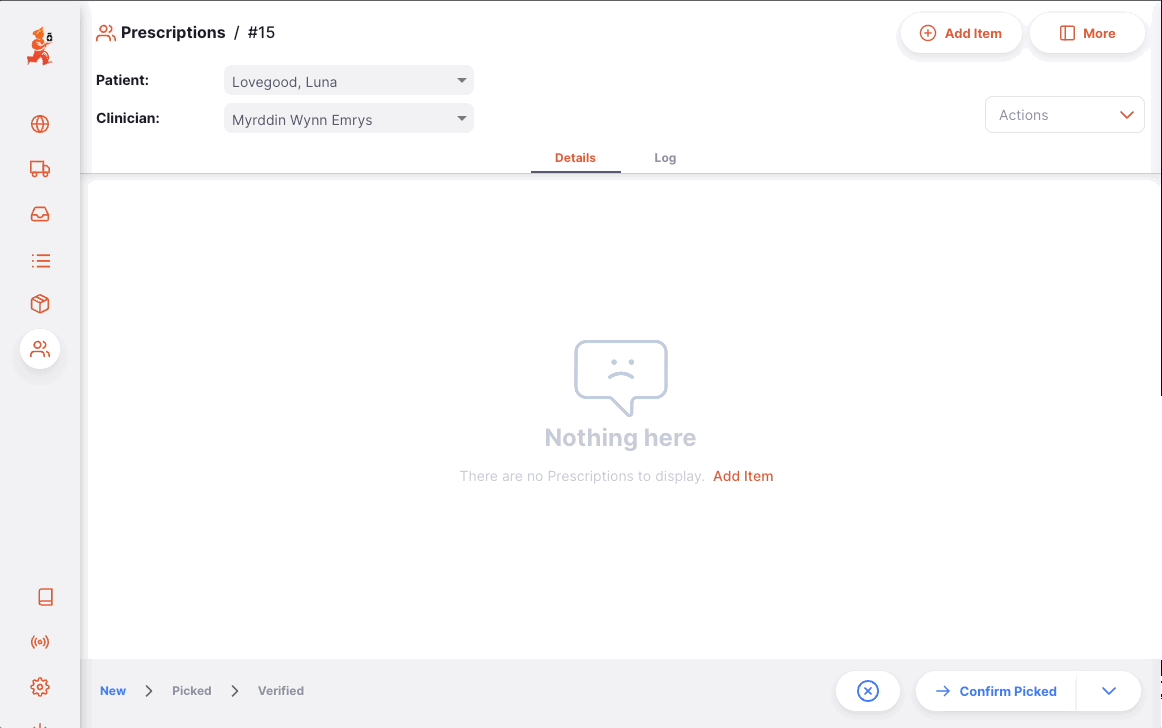 Prescriptions / #15
Add Item
More
Patient:
Lovegood, Luna
Clinician:
Myrddin Wynn Emrys
Actions
Details
Log
Nothing here
There are no Prescriptions to display. Add Item
New
Picked
Verified
Confirm Picked